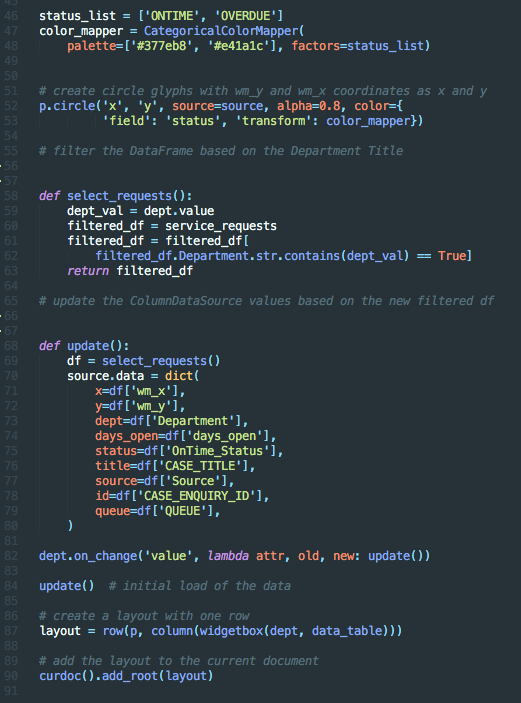 46 status_list = ['ONTIME', 'OVERDUE']
47 color_mapper = CategoricalColorMapper(
48     palette=['#377eb8', '#e41a1c'], factors=status_list)
49
50
51 # create circle glyphs with wm_y and wm_x coordinates as x and y
52 p.circle('x', 'y', source=source, alpha=0.8, color={
53          'field': 'status', 'transform': color_mapper})
54
55 # filter the DataFrame based on the Department Title
56
57
58 def select_requests():
59     dept_val = dept.value
60     filtered_df = service_requests
61     filtered_df = filtered_df[
62         filtered_df.Department.str.contains(dept_val) == True]
63     return filtered_df
64
65 # update the ColumnDataSource values based on the new filtered df
66
67
68 def update():
69     df = select_requests()
70     source.data = dict(
71         x=df['wm_x'],
72         y=df['wm_y'],
73         dept=df['Department'],
74         days_open=df['days_open'],
75         status=df['OnTime_Status'],
76         title=df['CASE_TITLE'],
77         source=df['Source'],
78         id=df['CASE_ENQUIRY_ID'],
79         queue=df['QUEUE'],
80     )
81
82 dept.on_change('value', lambda attr, old, new: update())
83
84 update()  # initial load of the data
85
86 # create a layout with one row
87 layout = row(p, column(widgetbox(dept, data_table)))
88
89 # add the layout to the current document
90 curdoc().add_root(layout)
91